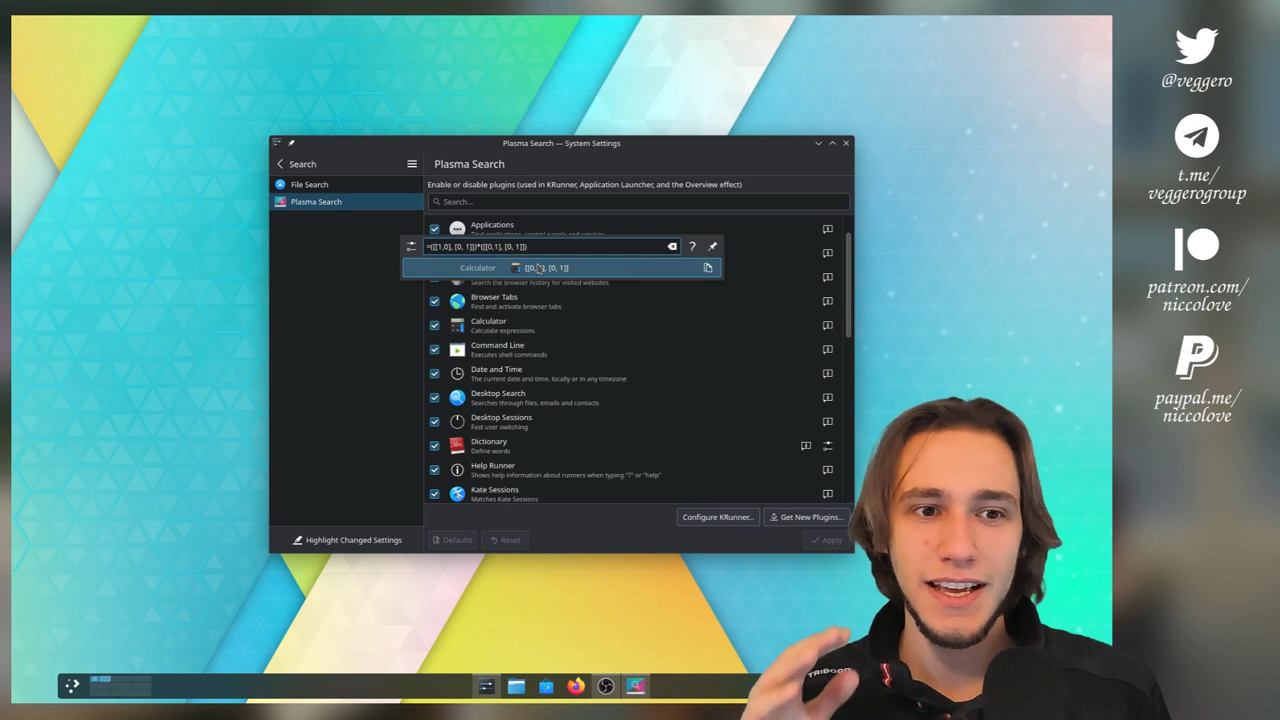 Plasma Search — System Settings
Search
Plasma Search
File Search
Plasma Search
Enable or disable plugins (used in KRunner, Application Launcher, and the Overview effect)
Search...
Applications
=([[1,0], [0, 1]])*([[0,1], [0, 1]])
Calculator
[0, 1]]
Search the browser history for visited websites
Browser Tabs
Find and activate browser tabs
Calculator
Calculate expressions
Command Line
Executes shell commands
Date and Time
The current date and time, locally or in any timezone
Desktop Search
Searches through files, emails and contacts
Desktop Sessions
Fast user switching
Dictionary
Define words
Help Runner
Shows help information about runners when typing "?" or "help"
Kate Sessions
Matches Kate Sessions
Configure KRunner...
Get New Plugins...
Highlight Changed Settings
Defaults
Reset
Apply
@veggero
t.me/
veggerogroup
patreon.com/
niccolove
paypal.me/
niccolove